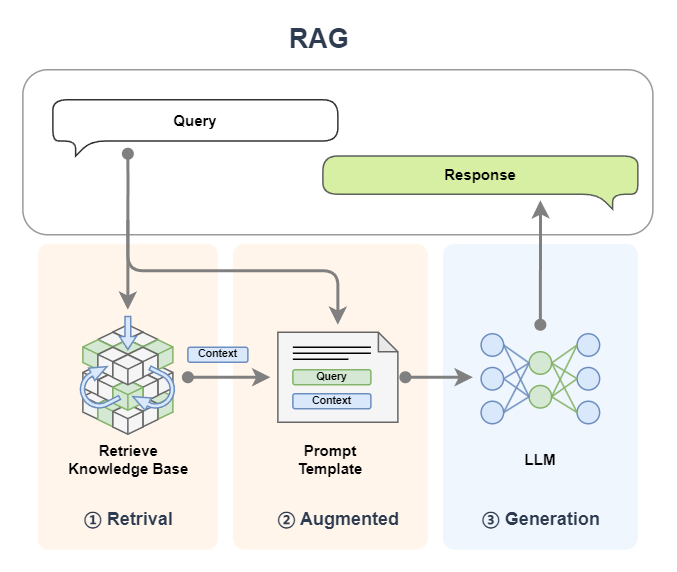 RAG
Query
Response
Context
Query
Context
Retrieve
Knowledge Base
Prompt
Template
LLM
① Retrival
② Augmented
③ Generation